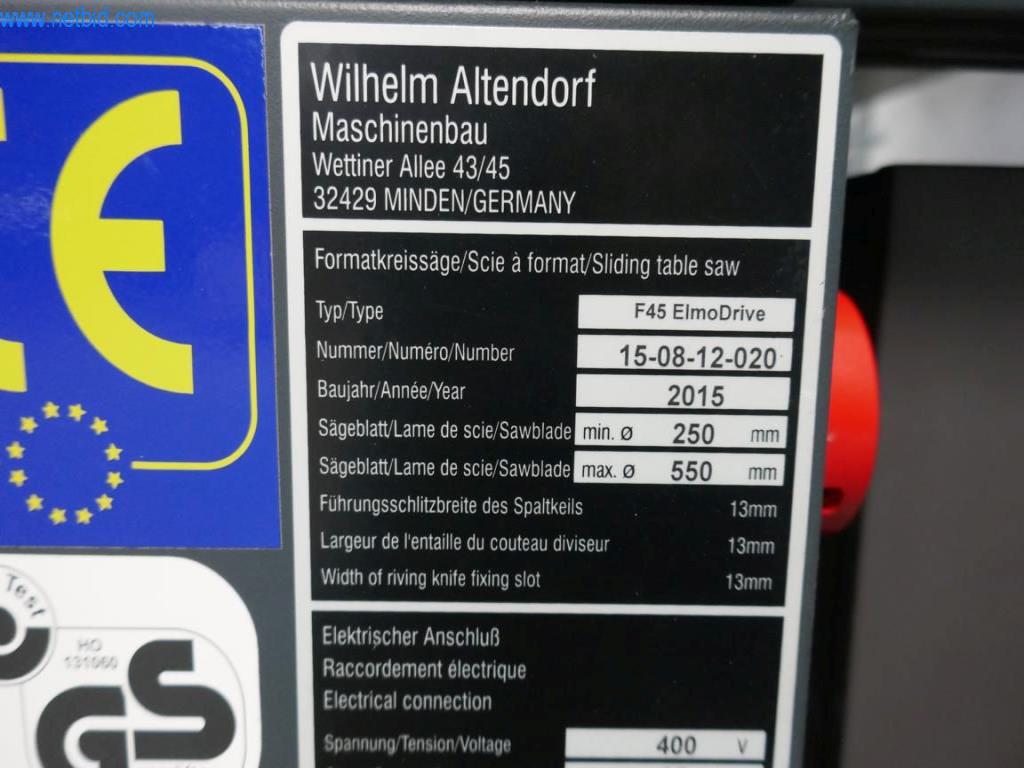 www.netbid.com
CE
Wilhelm Altendorf
Maschinenbau
Wettiner Allee 43/45
32429 MINDEN/GERMANY
Formatkreissäge/Scie à format/Sliding table saw
Typ/Type F45 ElmoDrive
Nummer/Numéro/Number 15-08-12-020
Baujahr/Année/Year 2015
Sägeblatt/Lame de scie/Sawblade min. ø 250 mm
Sägeblatt/Lame de scie/Sawblade max. ø 550 mm
Führungsschlitzbreite des Spaltkeils 13mm
Largeur de l'entaille du couteau diviseur 13mm
Width of riving knife fixing slot 13mm
Elektrischer Anschluß
Raccordement électrique
Electrical connection
Spannung/Tension/Voltage 400 V
Test
HO
131060
GS